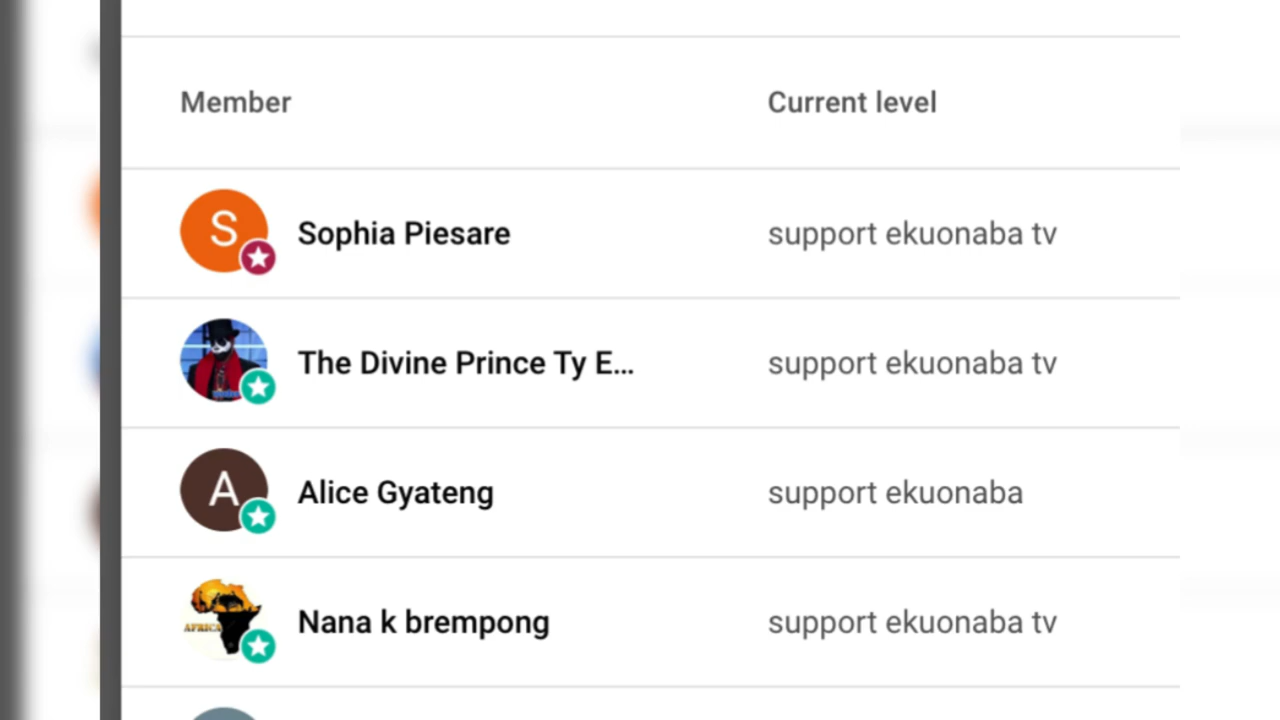 Member Current level
S Sophia Piesare support ekuonaba tv
The Divine Prince Ty E... support ekuonaba tv
A Alice Gyateng support ekuonaba
AFRICA Nana k brempong support ekuonaba tv